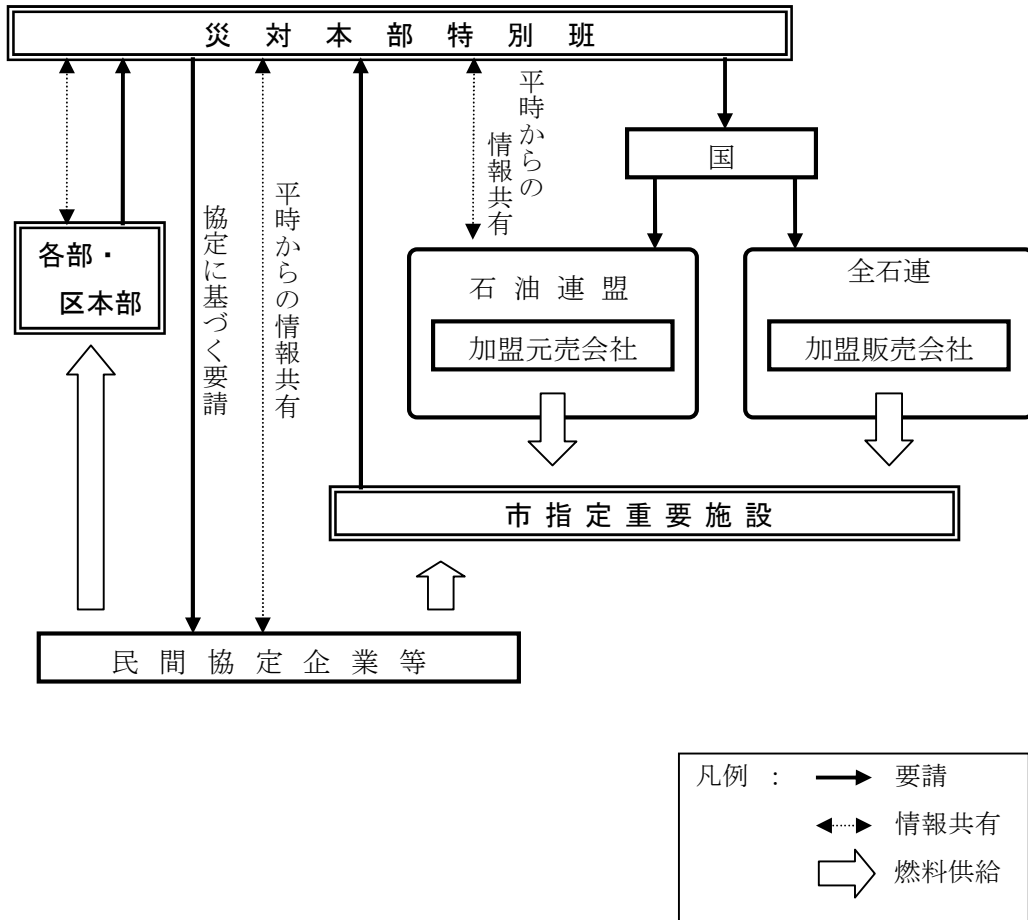 災対本部特別班
平時からの
情報共有
国
協定に基づく要請
平時からの情報共有
各部・
区本部
石油連盟
加盟元売会社
全石連
加盟販売会社
市指定重要施設
民間協定企業等
凡例 : 要請
情報共有
燃料供給